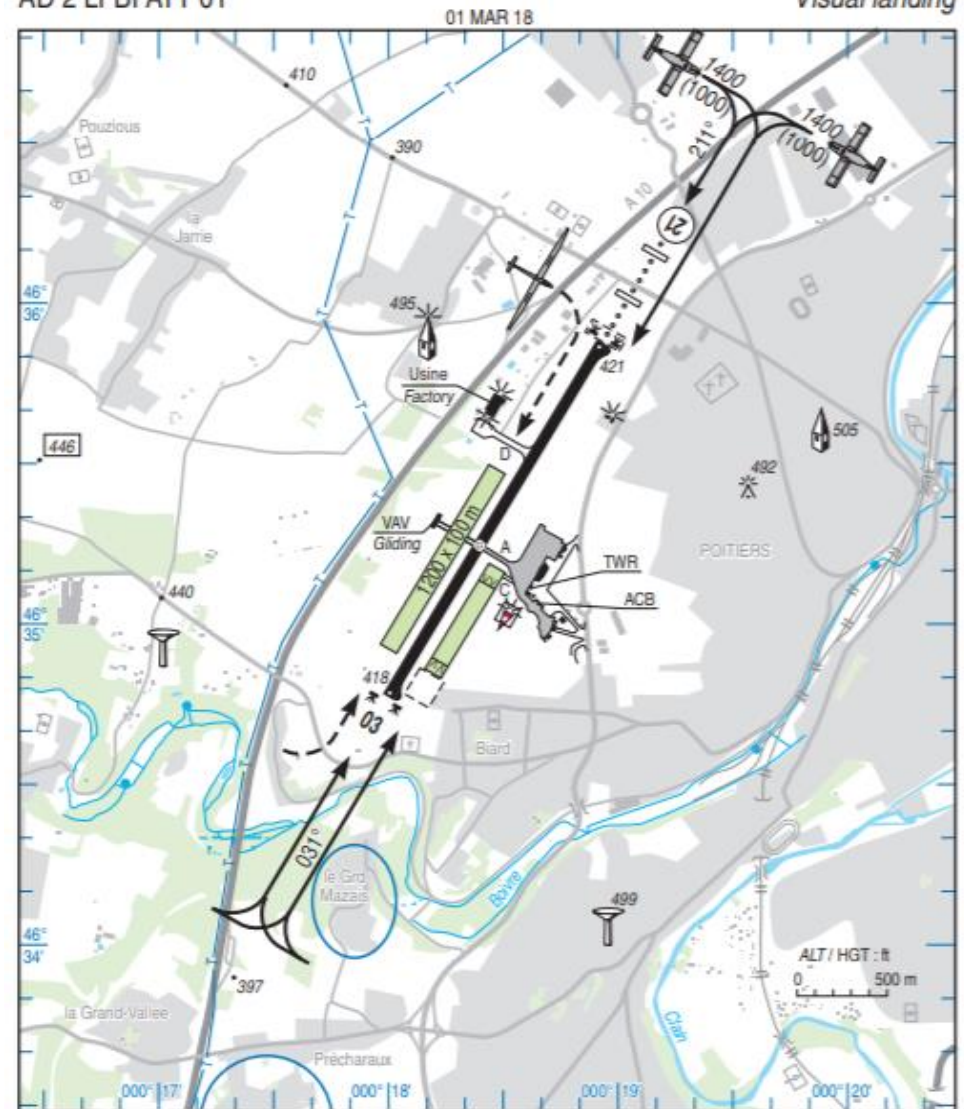 AD 2 LFBI ATT 01
Visual landing
01 MAR 18
410
1400
(1000)
1400
(1000)
Pouzioux
390
211°
A 10
la
Jarrie
21
46°
36'
495
421
Usine
Factory
446
505
D
492
VAV
Gliding
1200 x 100 m
A
POITIERS
TWR
C
ACB
440
46°
35'
418
03
Biard
031°
le Grd
Mazais
Boivre
499
46°
34'
ALT / HGT : ft
0 500 m
397
la Grand-Vallée
Clain
Précharaux
000° 17'
000° 18'
000° 19'
000° 20'